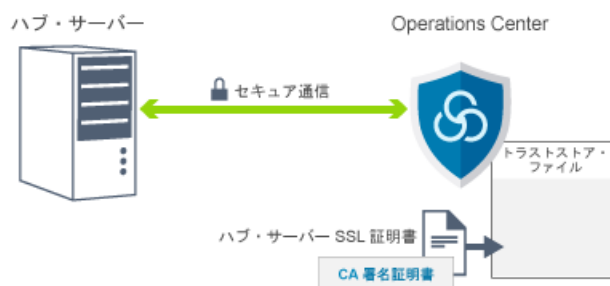 ハブ・サーバー
Operations Center
セキュア通信
トラストストア・
ファイル
ハブ・サーバー SSL 証明書
CA 署名証明書